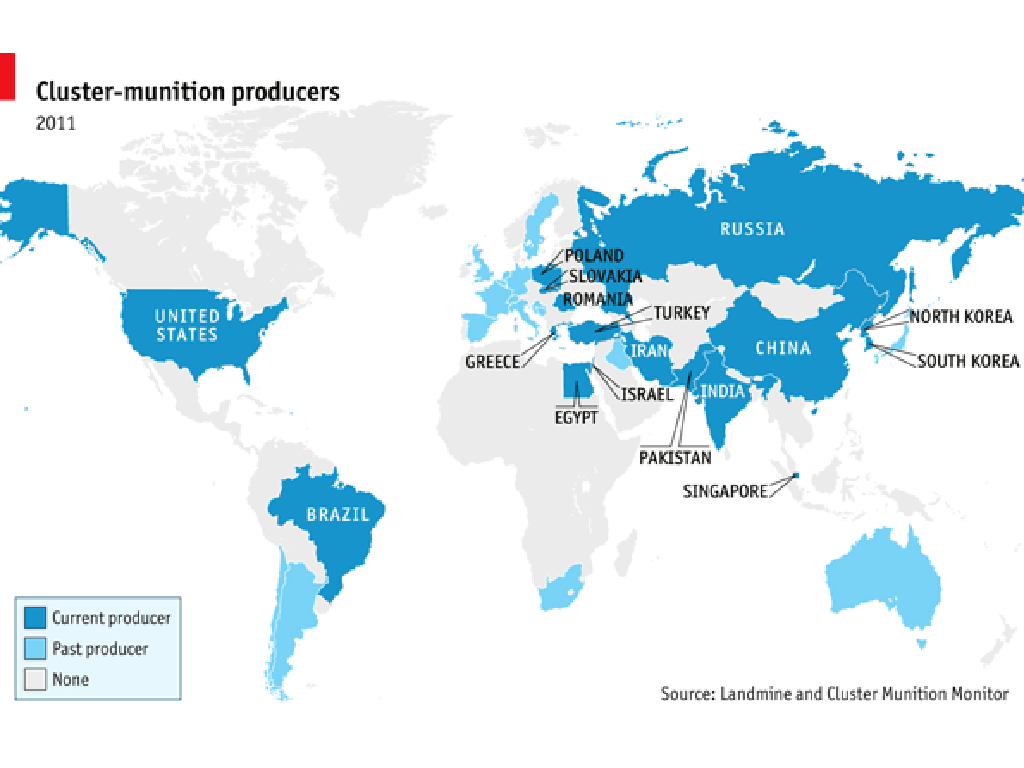 Cluster-munition producers
2011
RUSSIA
POLAND
SLOVAKIA
ROMANIA
UNITED
STATES
TURKEY
NORTH KOREA
GREECE
IRAN
CHINA
SOUTH KOREA
ISRAEL
INDIA
EGYPT
PAKISTAN
SINGAPORE
BRAZIL
Current producer
Past producer
None
Source: Landmine and Cluster Munition Monitor